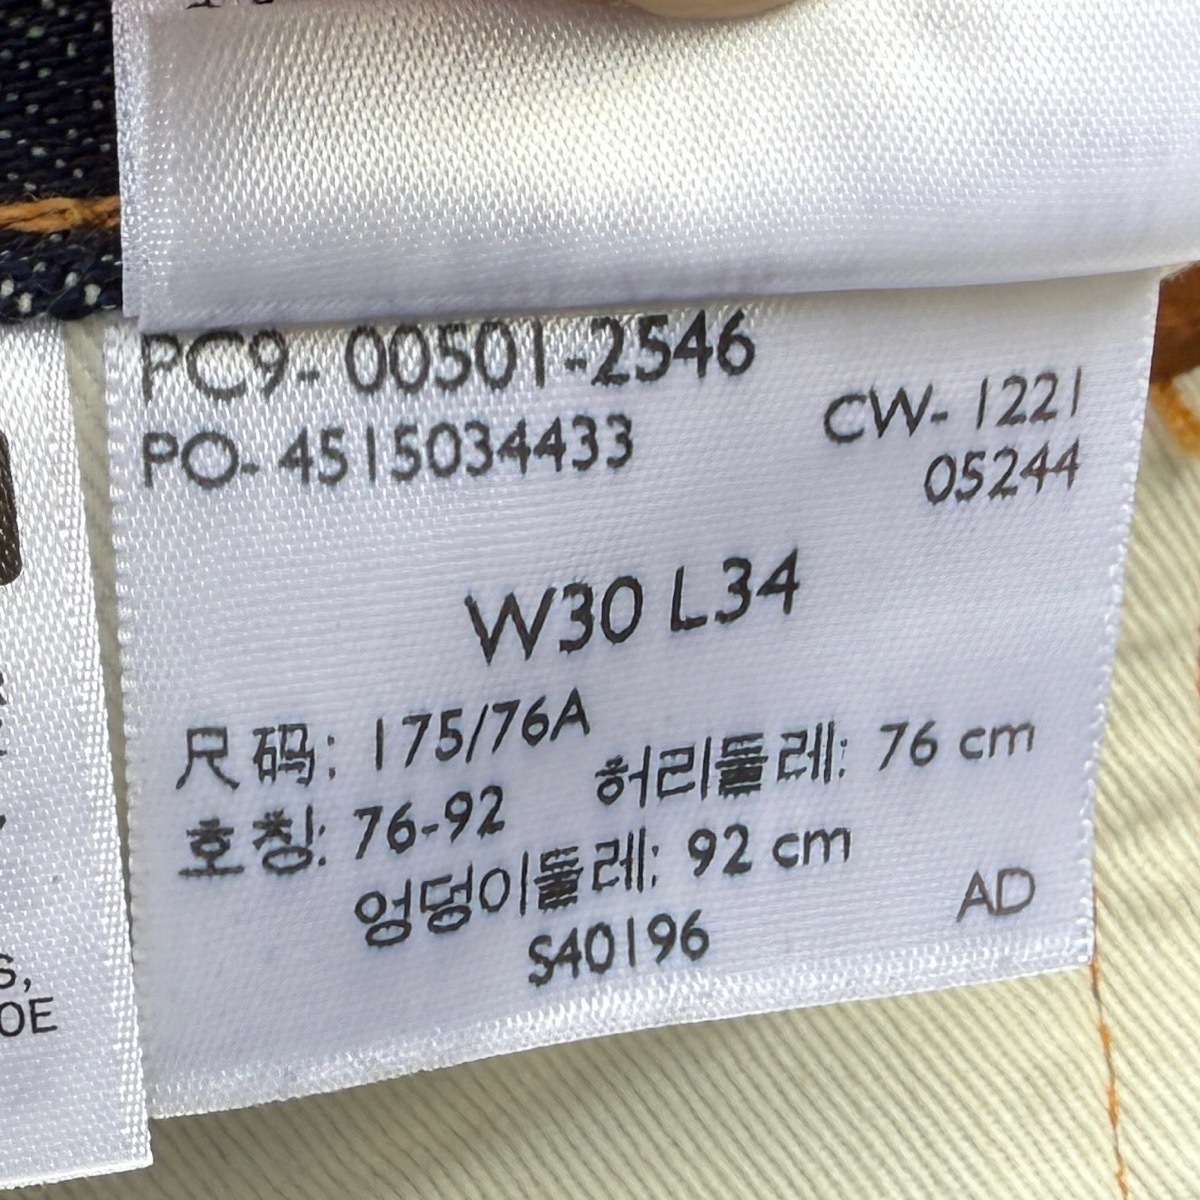 PC9- 00501-2546
PO- 4515034433
CW- 1221
05244
W30 L34
尺 码: 175/76A
허리둘레: 76 cm
호칭: 76-92
엉덩이둘레: 92 cm
S40196
AD
S,
OE